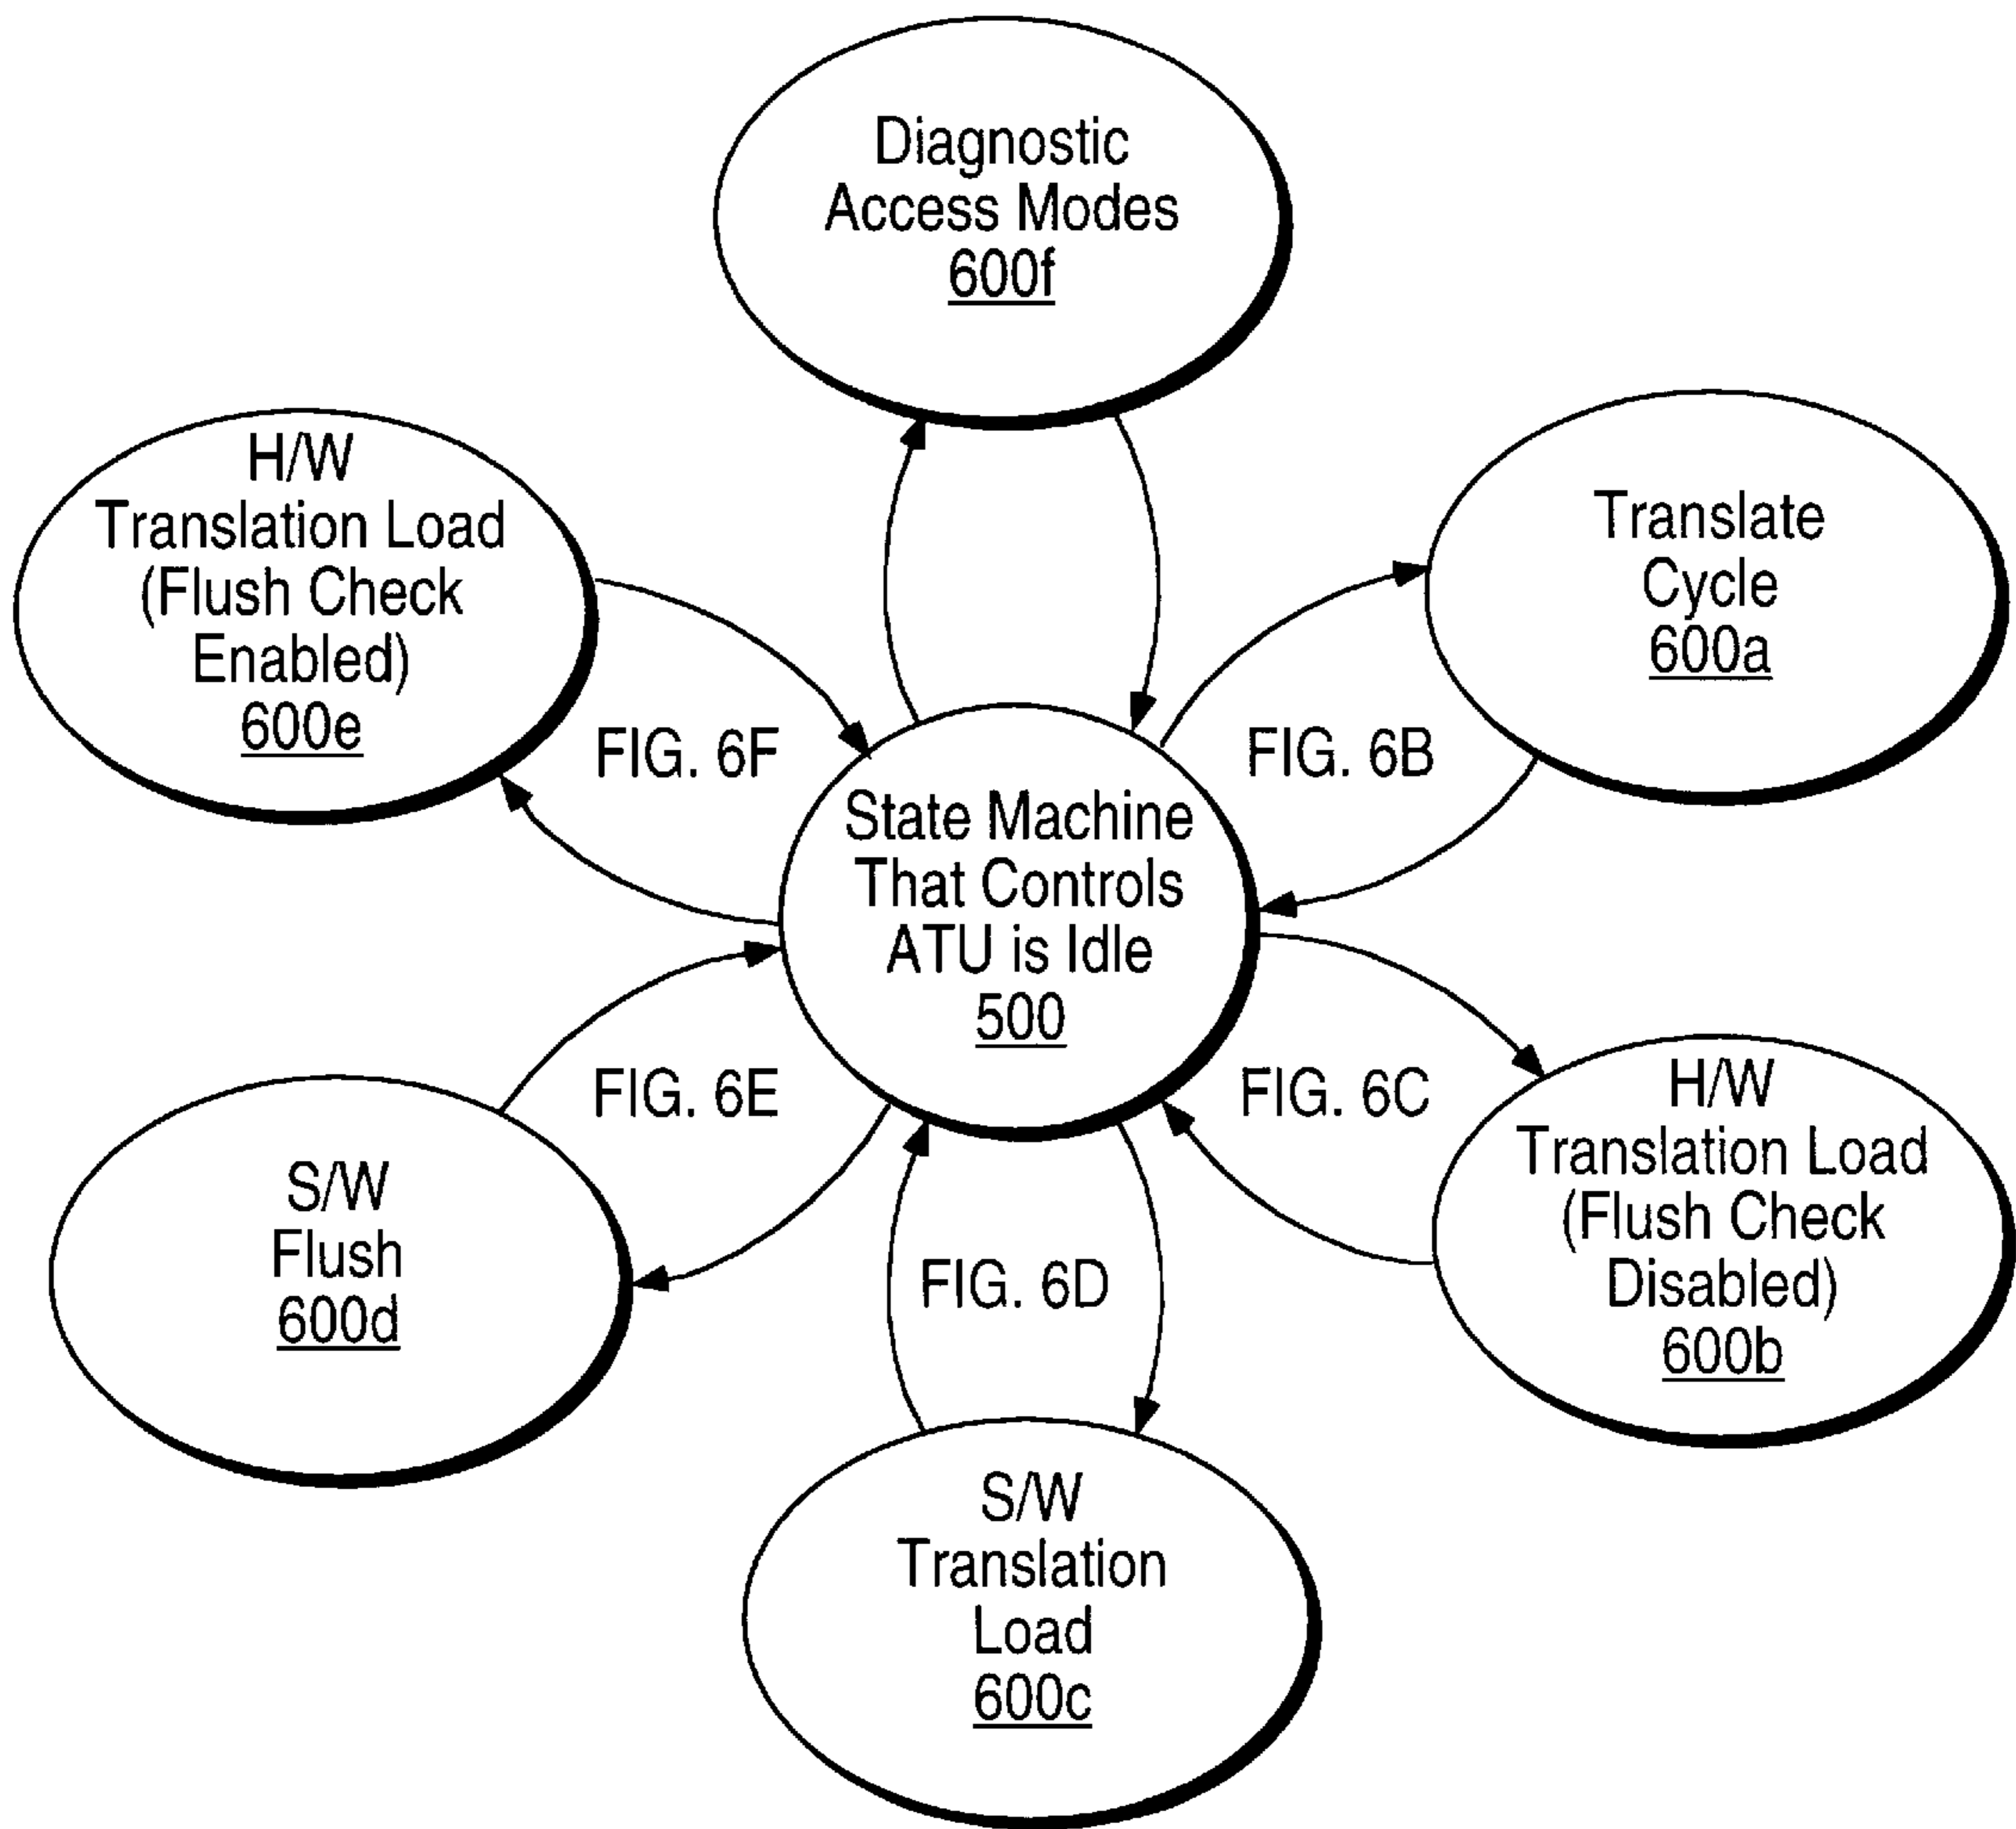 Diagnostic
Access Modes
600f
H/W
Translation Load
(Flush Check
Enabled)
600e
Translate
Cycle
600a
FIG. 6F
FIG. 6B
State Machine
That Controls
ATU is Idle
500
FIG. 6E
FIG. 6C
H/W
Translation Load
(Flush Check
Disabled)
600b
S/W
Flush
600d
FIG. 6D
S/W
Translation
Load
600c